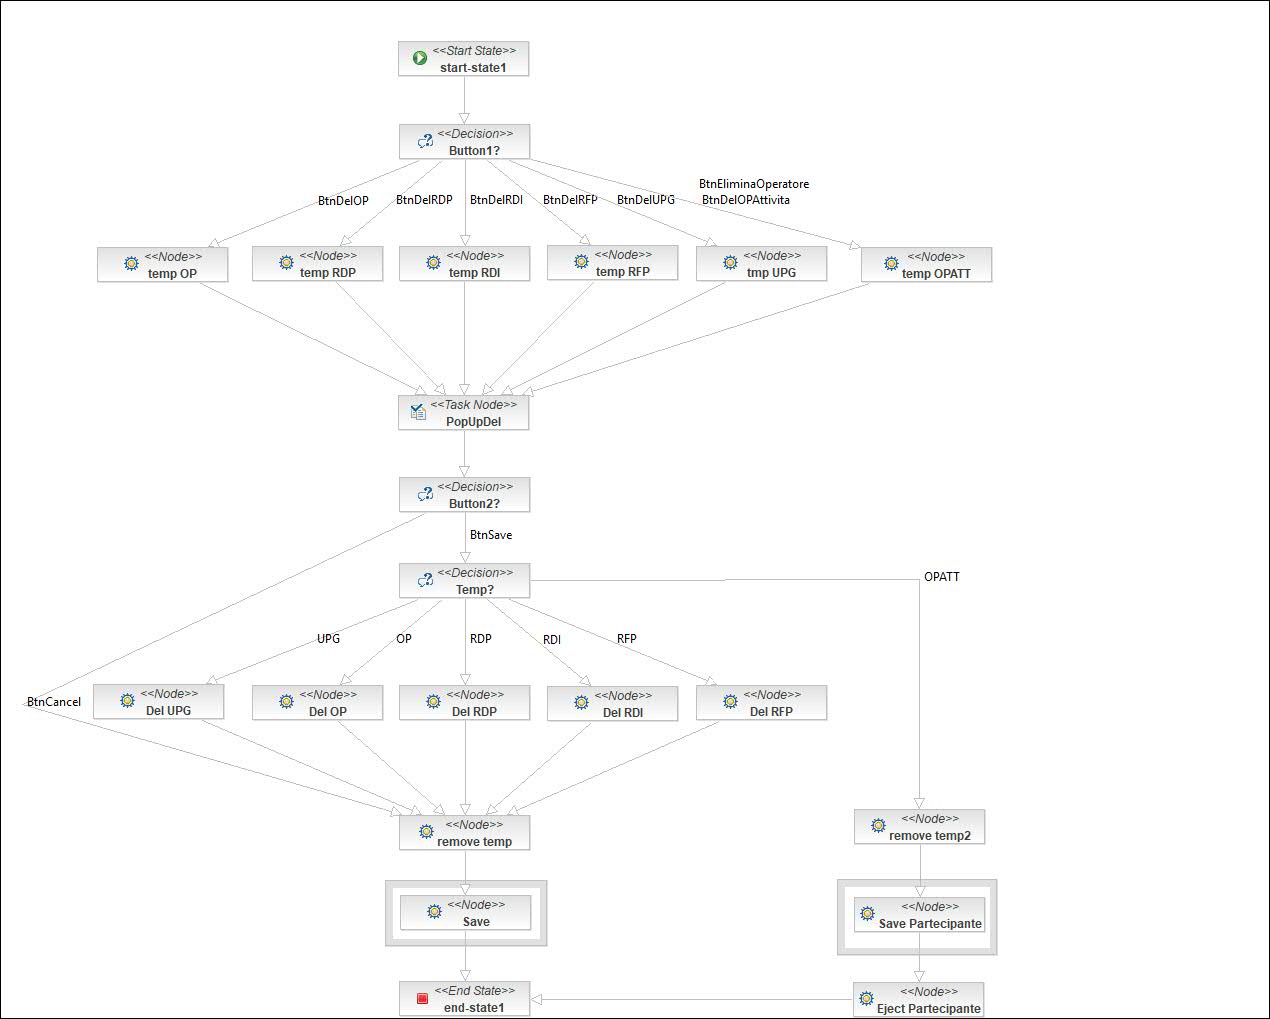 <<Start State>>
start-state1
<<Decision>>
Button1?
BtnEliminaOperatore
BtnDelOP
BtnDelRDP
BtnDelRDI
BtnDelRFP
BtnDelUPG
BtnDelOPAttivita
<<Node>>
temp OP
<<Node>>
temp RDP
<<Node>>
temp RDI
<<Node>>
temp RFP
<<Node>>
tmp UPG
<<Node>>
temp OPATT
<<Task Node>>
PopUpDel
<<Decision>>
Button2?
BtnSave
<<Decision>>
Temp?
OPATT
UPG
OP
RDP
RDI
RFP
BtnCancel
<<Node>>
Del UPG
<<Node>>
Del OP
<<Node>>
Del RDP
<<Node>>
Del RDI
<<Node>>
Del RFP
<<Node>>
remove temp
<<Node>>
remove temp2
<<Node>>
Save
<<Node>>
Save Partecipante
<<End State>>
end-state1
<<Node>>
Eject Partecipante